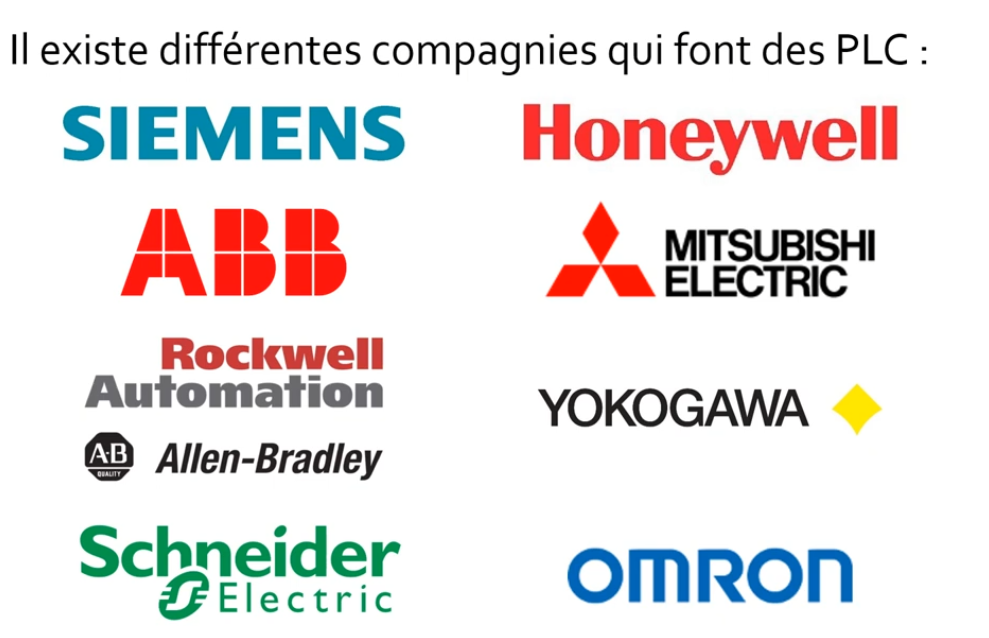 Il existe différentes compagnies qui font des PLC :
SIEMENS
Honeywell
ABB
MITSUBISHI
ELECTRIC
Rockwell
Automation
YOKOGAWA
A-B
QUALITY
Allen-Bradley
Schneider
Electric
OMRON